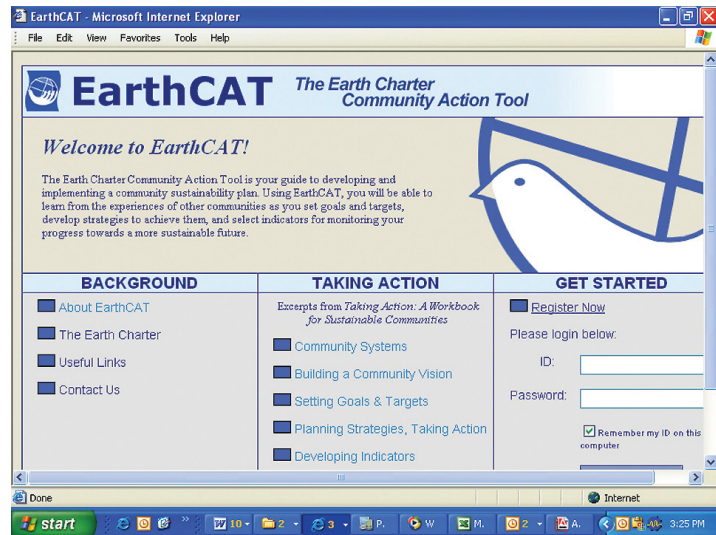 EarthCAT - Microsoft Internet Explorer
File Edit View Favorites Tools Help
EarthCAT
The Earth Charter
Community Action Tool
Welcome to EarthCAT!
The Earth Charter Community Action Tool is your guide to developing and
implementing a community sustainability plan. Using EarthCAT, you will be able to
learn from the experiences of other communities as you set goals and targets,
develop strategies to achieve them, and select indicators for monitoring your
progress towards a more sustainable future.
BACKGROUND
About EarthCAT
The Earth Charter
Useful Links
Contact Us
TAKING ACTION
Excerpts from Taking Action: A Workbook
for Sustainable Communities
Community Systems
Building a Community Vision
Setting Goals & Targets
Planning Strategies, Taking Action
Developing Indicators
GET STARTED
Register Now
Please login below:
ID:
Password:
Remember my ID on this
computer
Done
Internet
start
10
2
3
P.
W
M.
2
A.
3:25 PM